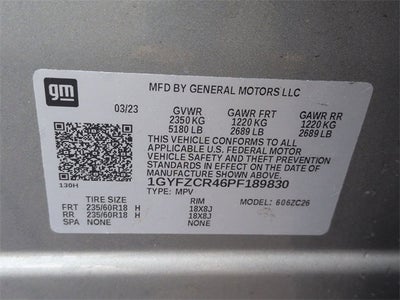 gm
MFD BY GENERAL MOTORS LLC
03/23 GVWR GAWR FRT GAWR RR
2350 KG 1220 KG 1220 KG
5180 LB 2689 LB 2689 LB
THIS VEHICLE CONFORMS TO ALL
APPLICABLE U.S. FEDERAL MOTOR
VEHICLE SAFETY, BUMPER, AND
THEFT PREVENTION STANDARDS
IN EFFECT ON THE DATE OF
MANUFACTURE SHOWN ABOVE.
1GYFZCR46PF189830
130H TYPE: MPV MODEL: 606ZC26
TIRE SIZE RIM
FRT 235/60R18 H 18X8J
RR 235/60R18 H 18X8J
SPA NONE NONE